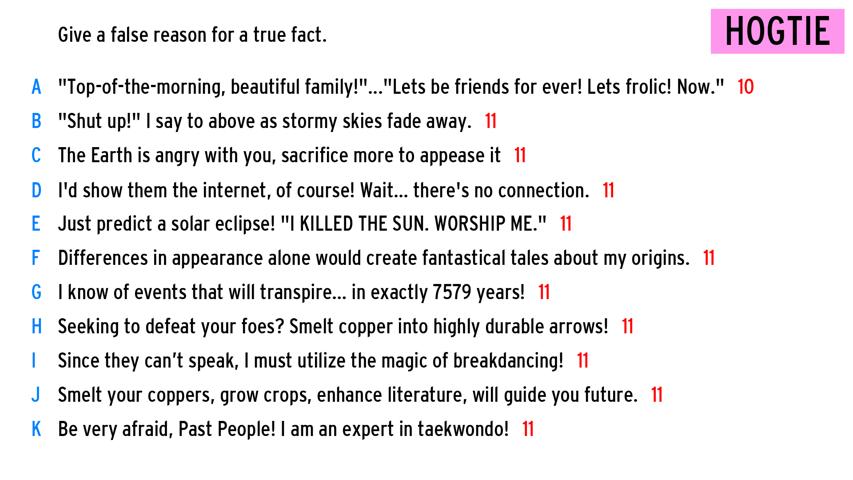 Give a false reason for a true fact.
HOGTIE
A "Top-of-the-morning, beautiful family!"..."Lets be friends for ever! Lets frolic! Now." 10
B "Shut up!" I say to above as stormy skies fade away. 11
C The Earth is angry with you, sacrifice more to appease it 11
D I'd show them the internet, of course! Wait... there's no connection. 11
E Just predict a solar eclipse! "I KILLED THE SUN. WORSHIP ME." 11
F Differences in appearance alone would create fantastical tales about my origins. 11
G I know of events that will transpire... in exactly 7579 years! 11
H Seeking to defeat your foes? Smelt copper into highly durable arrows! 11
I Since they can't speak, I must utilize the magic of breakdancing! 11
J Smelt your coppers, grow crops, enhance literature, will guide you future. 11
K Be very afraid, Past People! I am an expert in taekwondo! 11